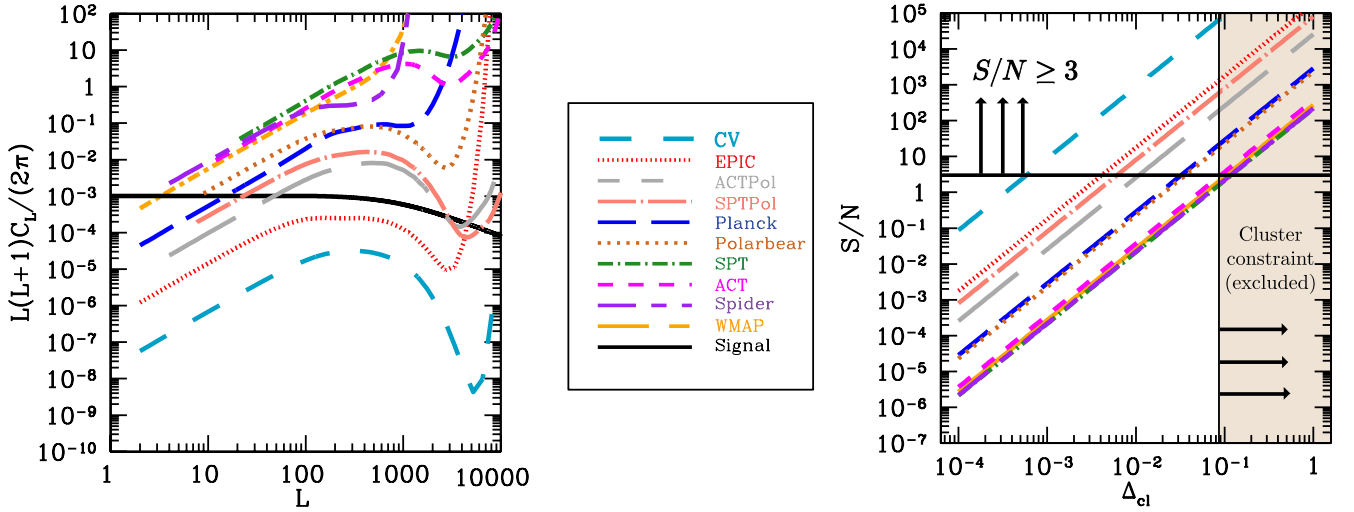 10²
10
1
10⁻¹
10⁻²
10⁻³
10⁻⁴
10⁻⁵
10⁻⁶
10⁻⁷
10⁻⁸
10⁻⁹
10⁻¹⁰
L(L+1)C_L/(2π)
1
10
100
1000
10000
L
CV
EPIC
ACTPol
SPTPol
Planck
Polarbear
SPT
ACT
Spider
WMAP
Signal
10⁵
10⁴
10³
10²
10
1
10⁻¹
10⁻²
10⁻³
10⁻⁴
10⁻⁵
10⁻⁶
10⁻⁷
S/N
S/N ≥ 3
Cluster
constraint
(excluded)
10⁻⁴
10⁻³
10⁻²
10⁻¹
1
Δ_cl